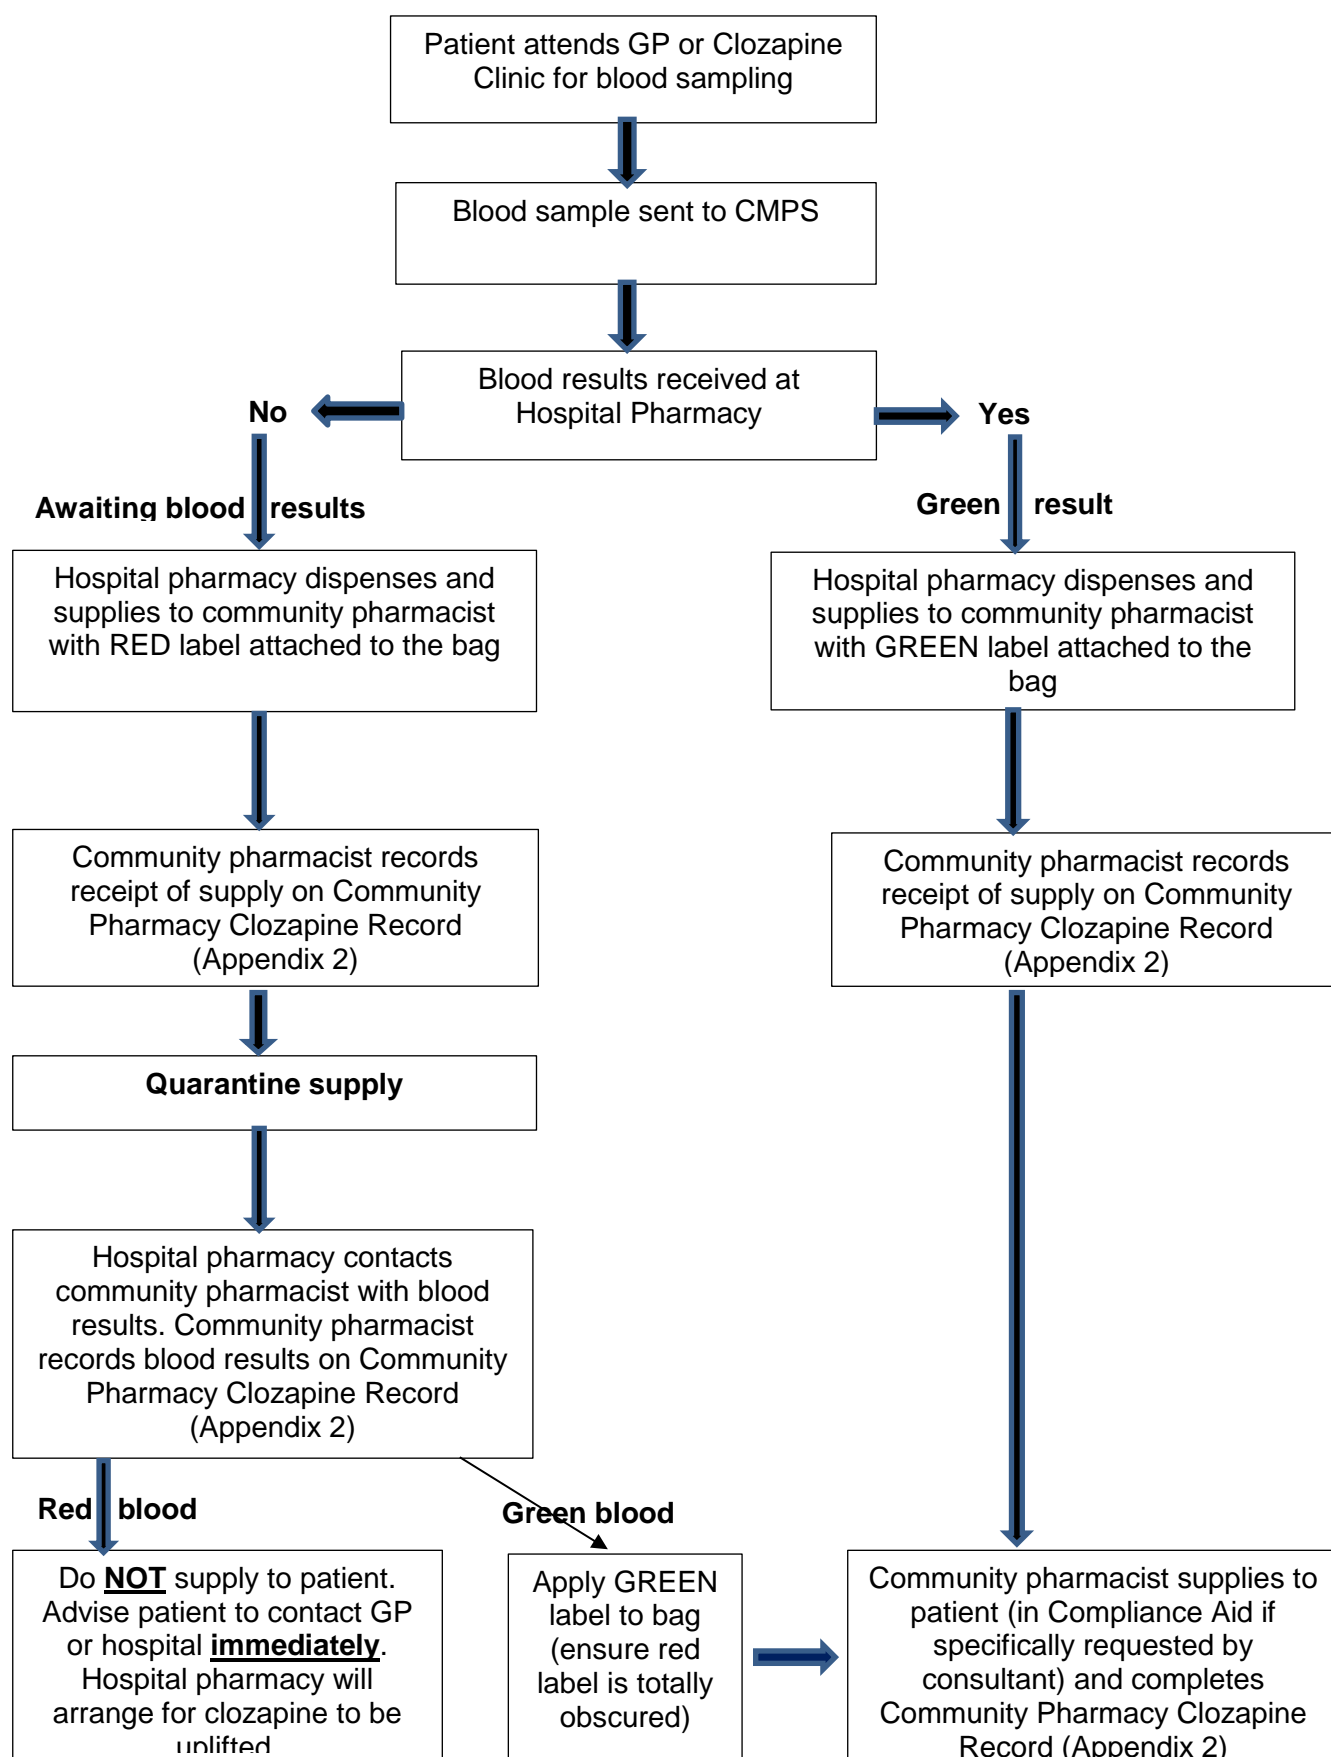 Patient attends GP or Clozapine
Clinic for blood sampling
Blood sample sent to CMPS
Blood results received at
Hospital Pharmacy
No
Yes
Awaiting blood results
Green result
Hospital pharmacy dispenses and
supplies to community pharmacist
with RED label attached to the bag
Hospital pharmacy dispenses and
supplies to community pharmacist
with GREEN label attached to the
bag
Community pharmacist records
receipt of supply on Community
Pharmacy Clozapine Record
(Appendix 2)
Community pharmacist records
receipt of supply on Community
Pharmacy Clozapine Record
(Appendix 2)
Quarantine supply
Hospital pharmacy contacts
community pharmacist with blood
results. Community pharmacist
records blood results on Community
Pharmacy Clozapine Record
(Appendix 2)
Red blood
Green blood
Do NOT supply to patient.
Advise patient to contact GP
or hospital immediately.
Hospital pharmacy will
arrange for clozapine to be
uplifted
Apply GREEN
label to bag
(ensure red
label is totally
obscured)
Community pharmacist supplies to
patient (in Compliance Aid if
specifically requested by
consultant) and completes
Community Pharmacy Clozapine
Record (Appendix 2)